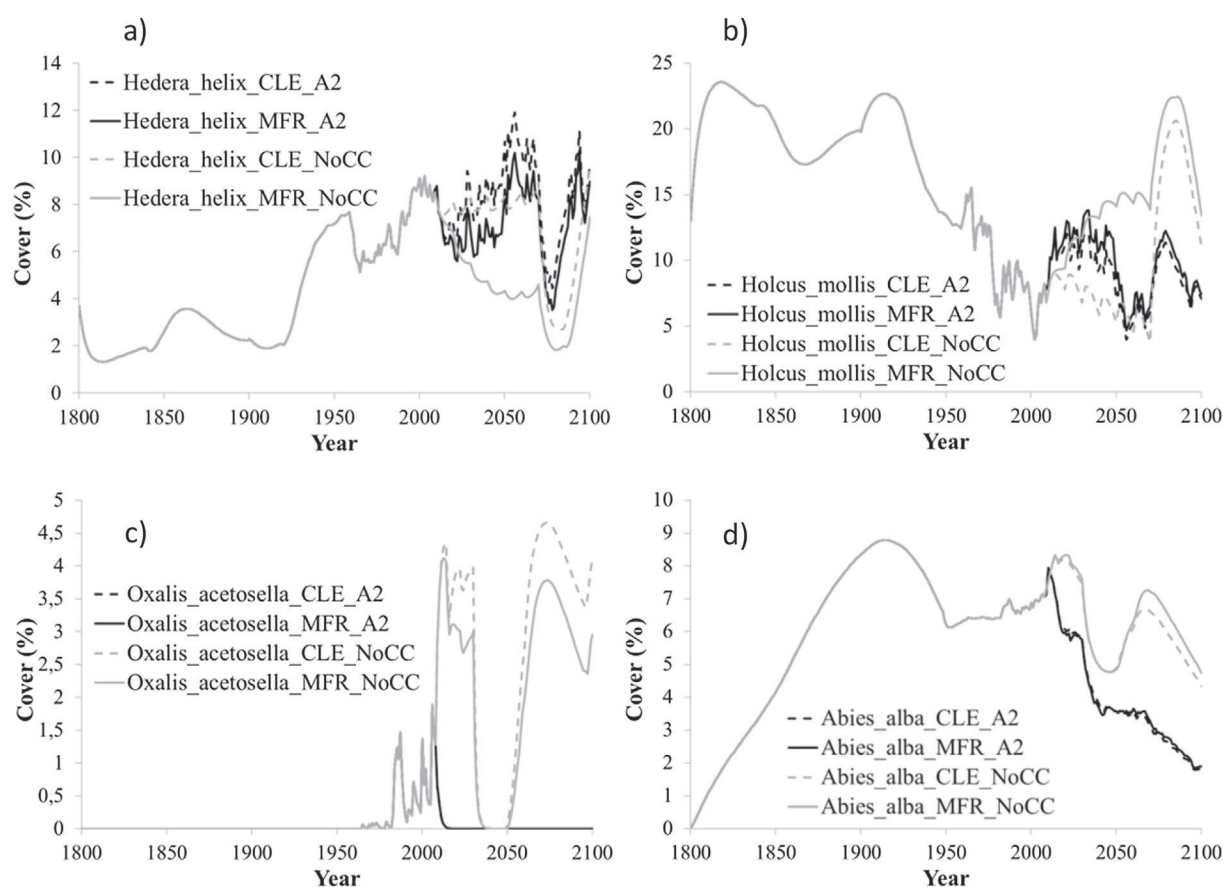 a)
14
12
10
8
6
4
2
0
Cover (%)
Hedera_helix_CLE_A2
Hedera_helix_MFR_A2
Hedera_helix_CLE_NoCC
Hedera_helix_MFR_NoCC
1800 1850 1900 1950 2000 2050 2100
Year
b)
25
20
15
10
5
0
Cover (%)
Holcus_mollis_CLE_A2
Holcus_mollis_MFR_A2
Holcus_mollis_CLE_NoCC
Holcus_mollis_MFR_NoCC
1800 1850 1900 1950 2000 2050 2100
Year
c)
5
4,5
4
3,5
3
2,5
2
1,5
1
0,5
0
Cover (%)
Oxalis_acetosella_CLE_A2
Oxalis_acetosella_MFR_A2
Oxalis_acetosella_CLE_NoCC
Oxalis_acetosella_MFR_NoCC
1800 1850 1900 1950 2000 2050 2100
Year
d)
10
9
8
7
6
5
4
3
2
1
0
Cover (%)
Abies_alba_CLE_A2
Abies_alba_MFR_A2
Abies_alba_CLE_NoCC
Abies_alba_MFR_NoCC
1800 1850 1900 1950 2000 2050 2100
Year